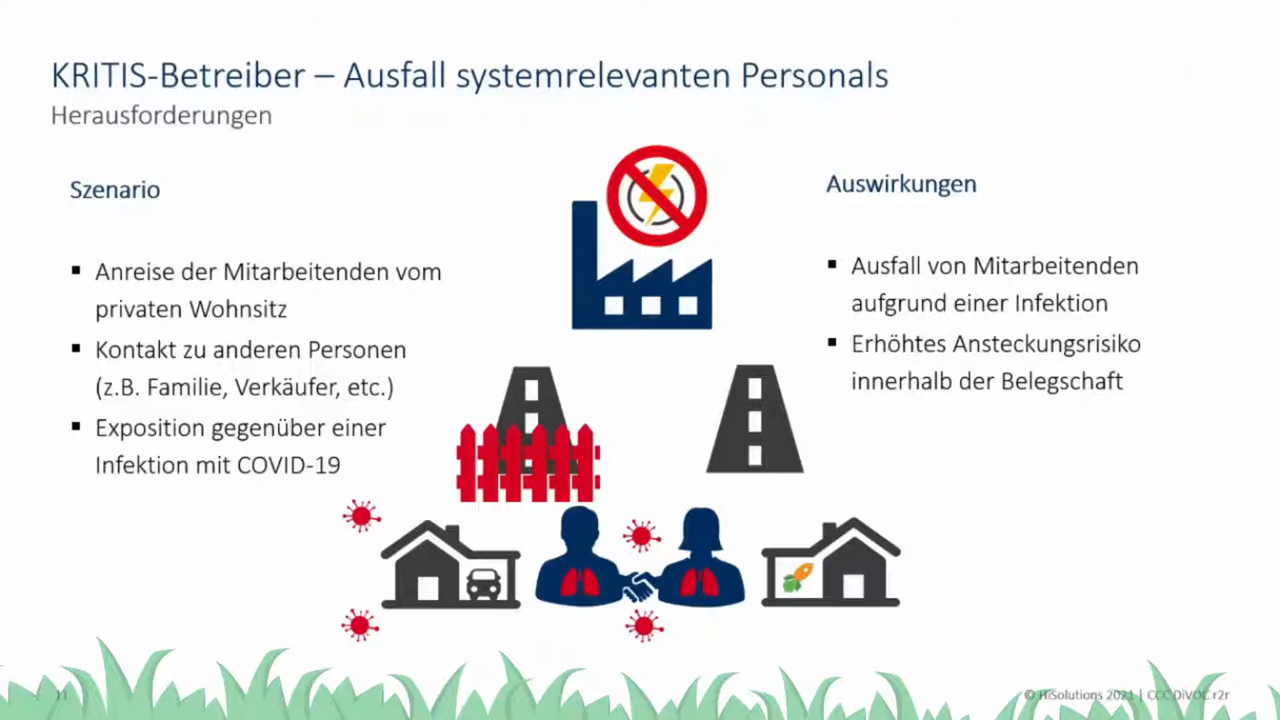 KRITIS-Betreiber – Ausfall systemrelevanten Personals
Herausforderungen
Szenario
▪ Anreise der Mitarbeitenden vom
privaten Wohnsitz
▪ Kontakt zu anderen Personen
(z.B. Familie, Verkäufer, etc.)
▪ Exposition gegenüber einer
Infektion mit COVID-19
Auswirkungen
▪ Ausfall von Mitarbeitenden
aufgrund einer Infektion
▪ Erhöhtes Ansteckungsrisiko
innerhalb der Belegschaft
11
© HiSolutions 2021 | CCC DiVOC r2r